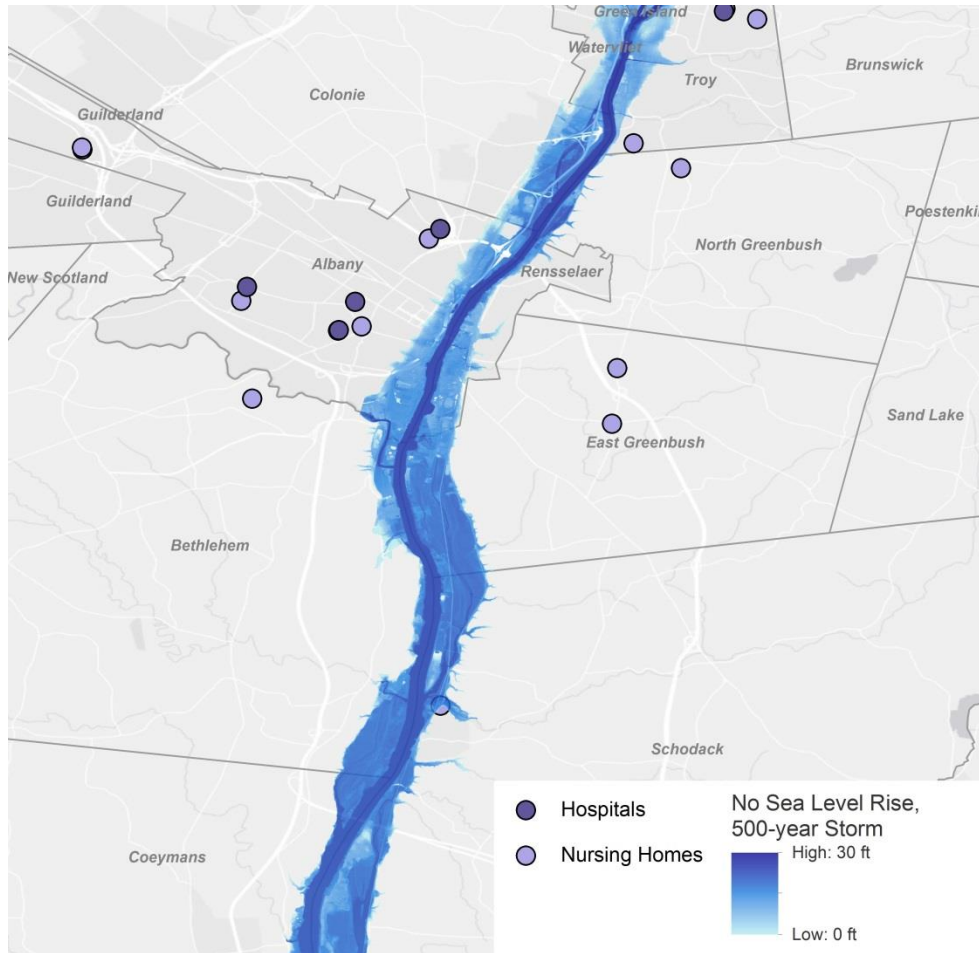 Green Island
Watervliet
Brunswick
Troy
Colonie
Guilderland
Guilderland
Poestenki
North Greenbush
Albany
Rensselaer
New Scotland
Sand Lake
East Greenbush
Bethlehem
Schodack
Coeymans
Hospitals
Nursing Homes
No Sea Level Rise,
500-year Storm
High: 30 ft
Low: 0 ft